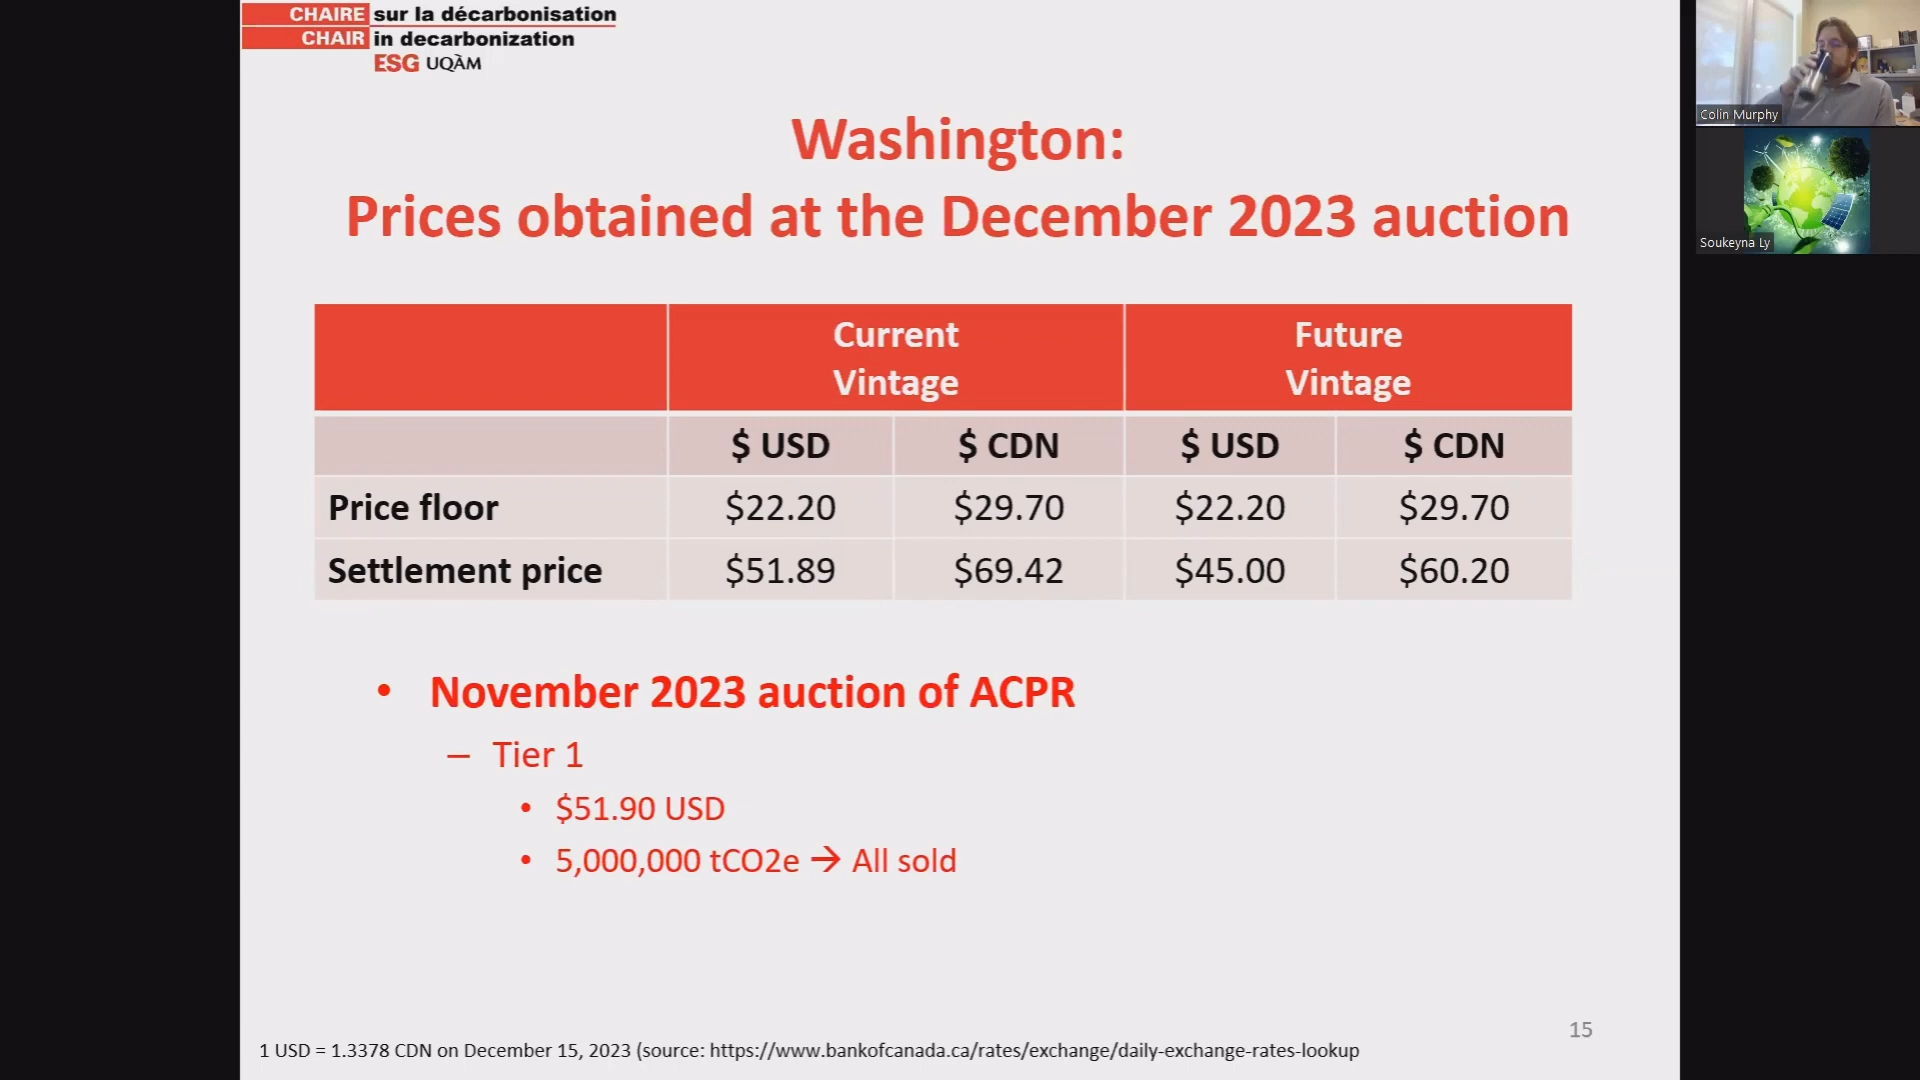 CHAIRE sur la décarbonisation
CHAIR in decarbonization
ESG UQÀM
Washington:
Prices obtained at the December 2023 auction
Current Vintage
Future Vintage
$ USD $ CDN $ USD $ CDN
Price floor $22.20 $29.70 $22.20 $29.70
Settlement price $51.89 $69.42 $45.00 $60.20
• November 2023 auction of ACPR
– Tier 1
• $51.90 USD
• 5,000,000 tCO2e → All sold
15
1 USD = 1.3378 CDN on December 15, 2023 (source: https://www.bankofcanada.ca/rates/exchange/daily-exchange-rates-lookup
Colin Murphy
Soukeyna Ly